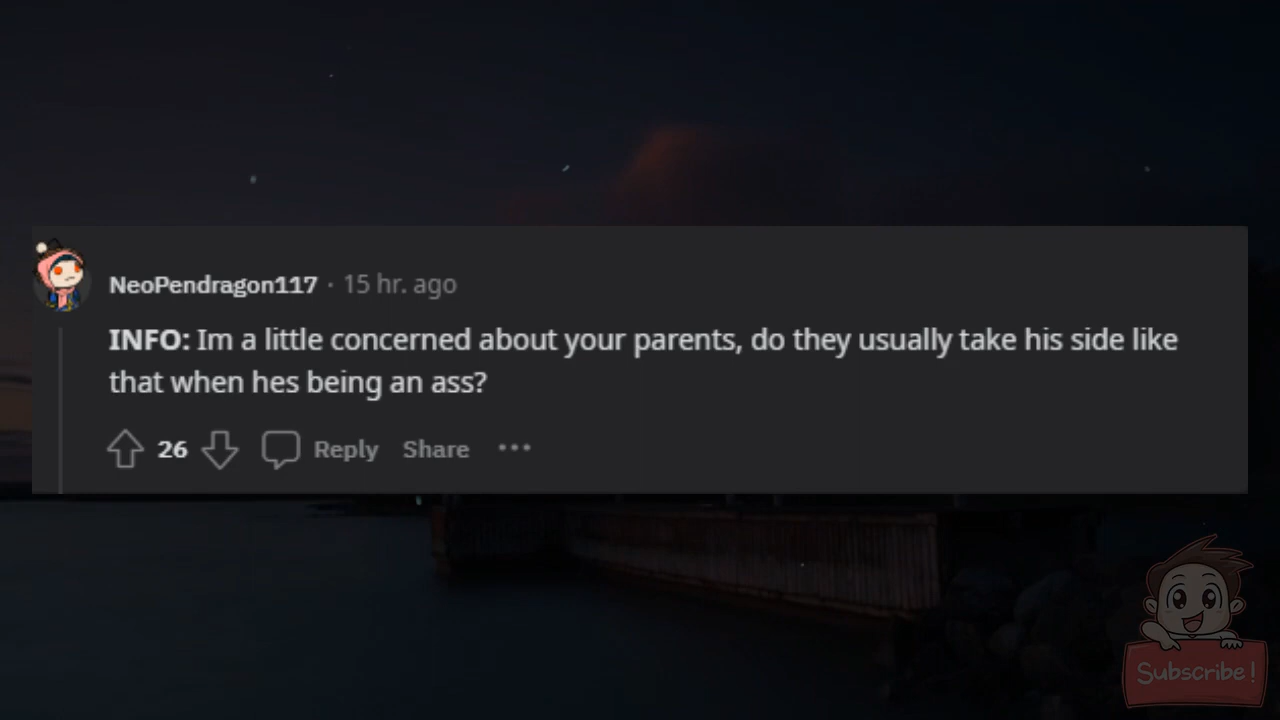 NeoPendragon117 · 15 hr. ago
INFO: Im a little concerned about your parents, do they usually take his side like
that when hes being an ass?
26 Reply Share ···
Subscribe!